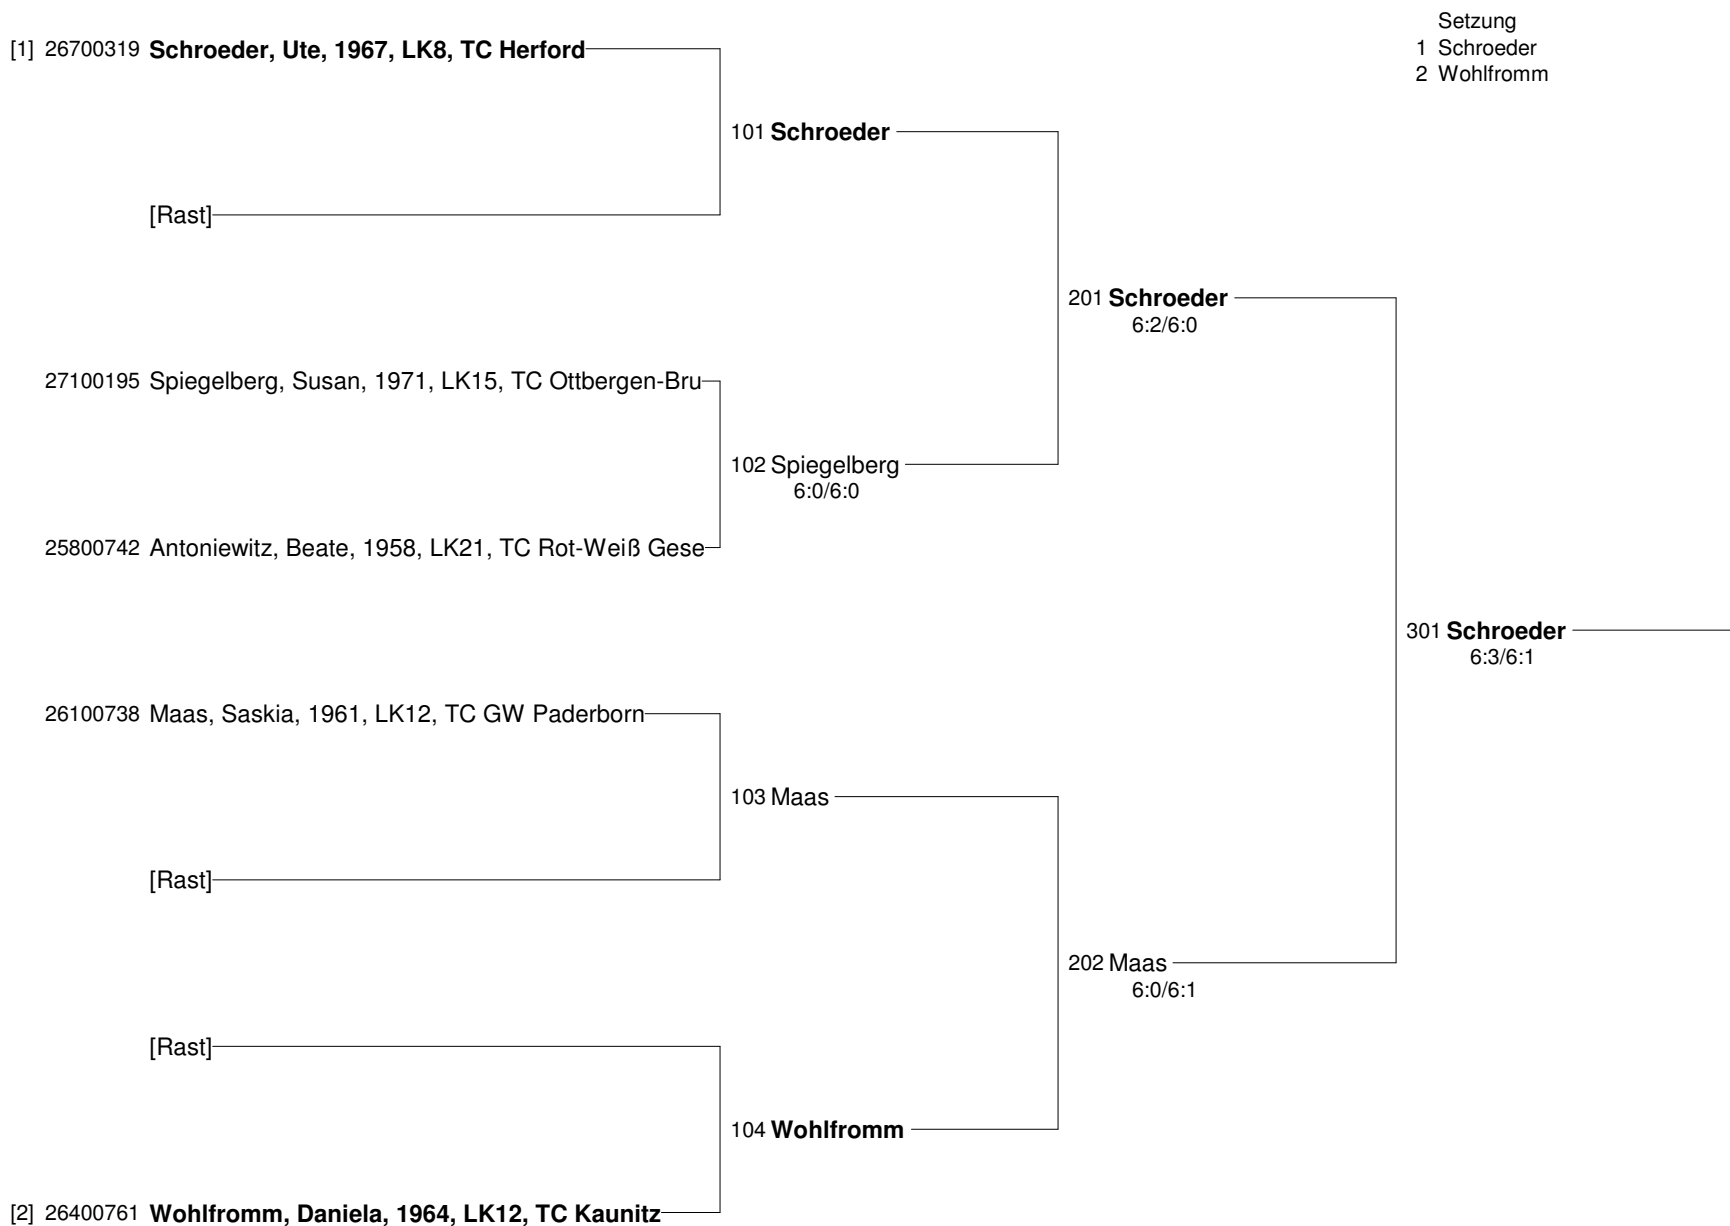 Setzung
1 Schroeder
2 Wohlfromm
[1] 26700319 Schroeder, Ute, 1967, LK8, TC Herford
101 Schroeder
[Rast]
201 Schroeder
6:2/6:0
27100195 Spiegelberg, Susan, 1971, LK15, TC Ottbergen-Bru
102 Spiegelberg
6:0/6:0
25800742 Antoniewitz, Beate, 1958, LK21, TC Rot-Weiß Gese
301 Schroeder
6:3/6:1
26100738 Maas, Saskia, 1961, LK12, TC GW Paderborn
103 Maas
[Rast]
202 Maas
6:0/6:1
[Rast]
104 Wohlfromm
[2] 26400761 Wohlfromm, Daniela, 1964, LK12, TC Kaunitz